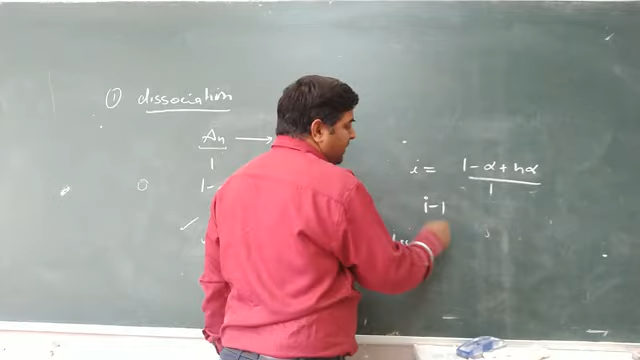 ① dissociation
An →
1
1-
i = 1 - α + nα / 1
i-1